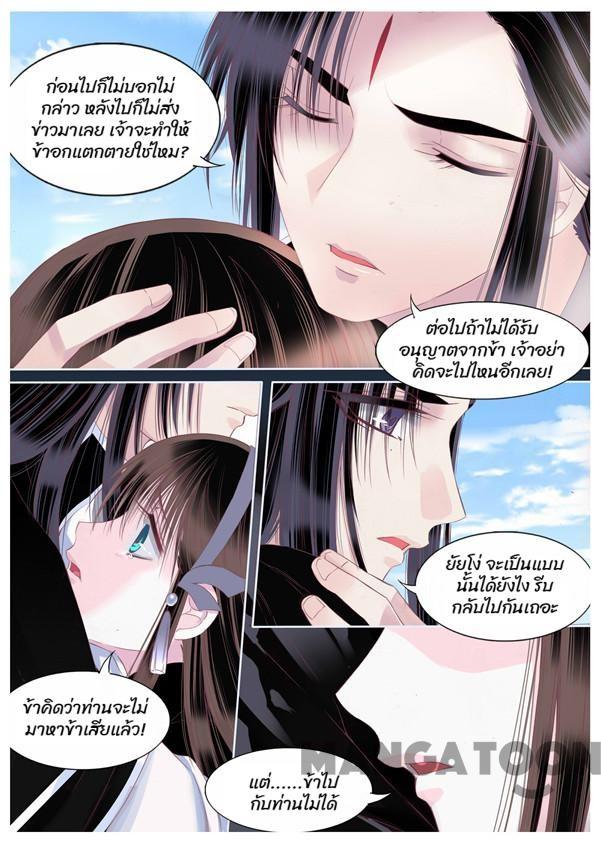 ก่อนไปก็ไม่บอกไม่
กล่าว หลังไปก็ไม่ส่ง
ข่าวมาเลย เจ้าจะทำให้
ข้าอกแตกตายใช่ไหม?
ต่อไปถ้าไม่ได้รับ
อนุญาตจากข้า เจ้าอย่า
คิดจะไปไหนอีกเลย!
ข้าคิดว่าท่านจะไม่
มาหาข้าเสียแล้ว!
ยัยโง่ จะเป็นแบบ
นั้นได้ยังไง รีบ
กลับไปกันเถอะ
แต่......ข้าไป
กับท่านไม่ได้
MANGATOON